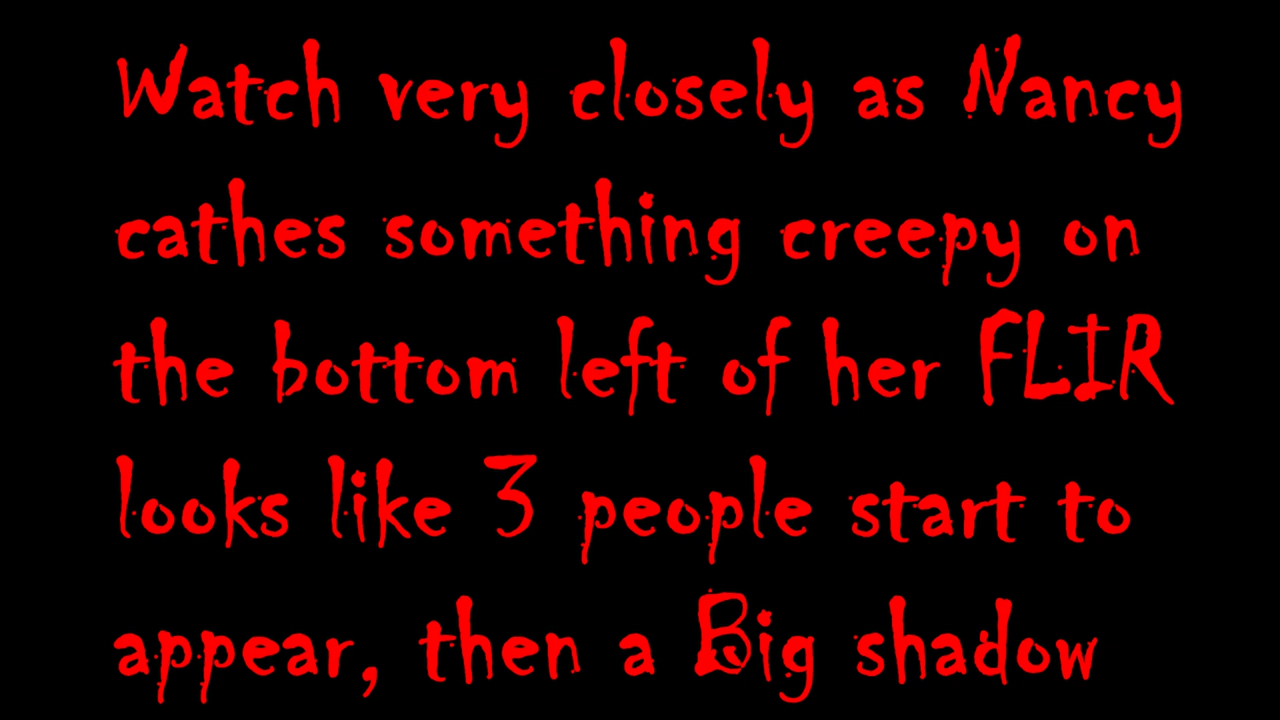 Watch very closely as Nancy
cathes something creepy on
the bottom left of her FLIR
looks like 3 people start to
appear, then a Big shadow